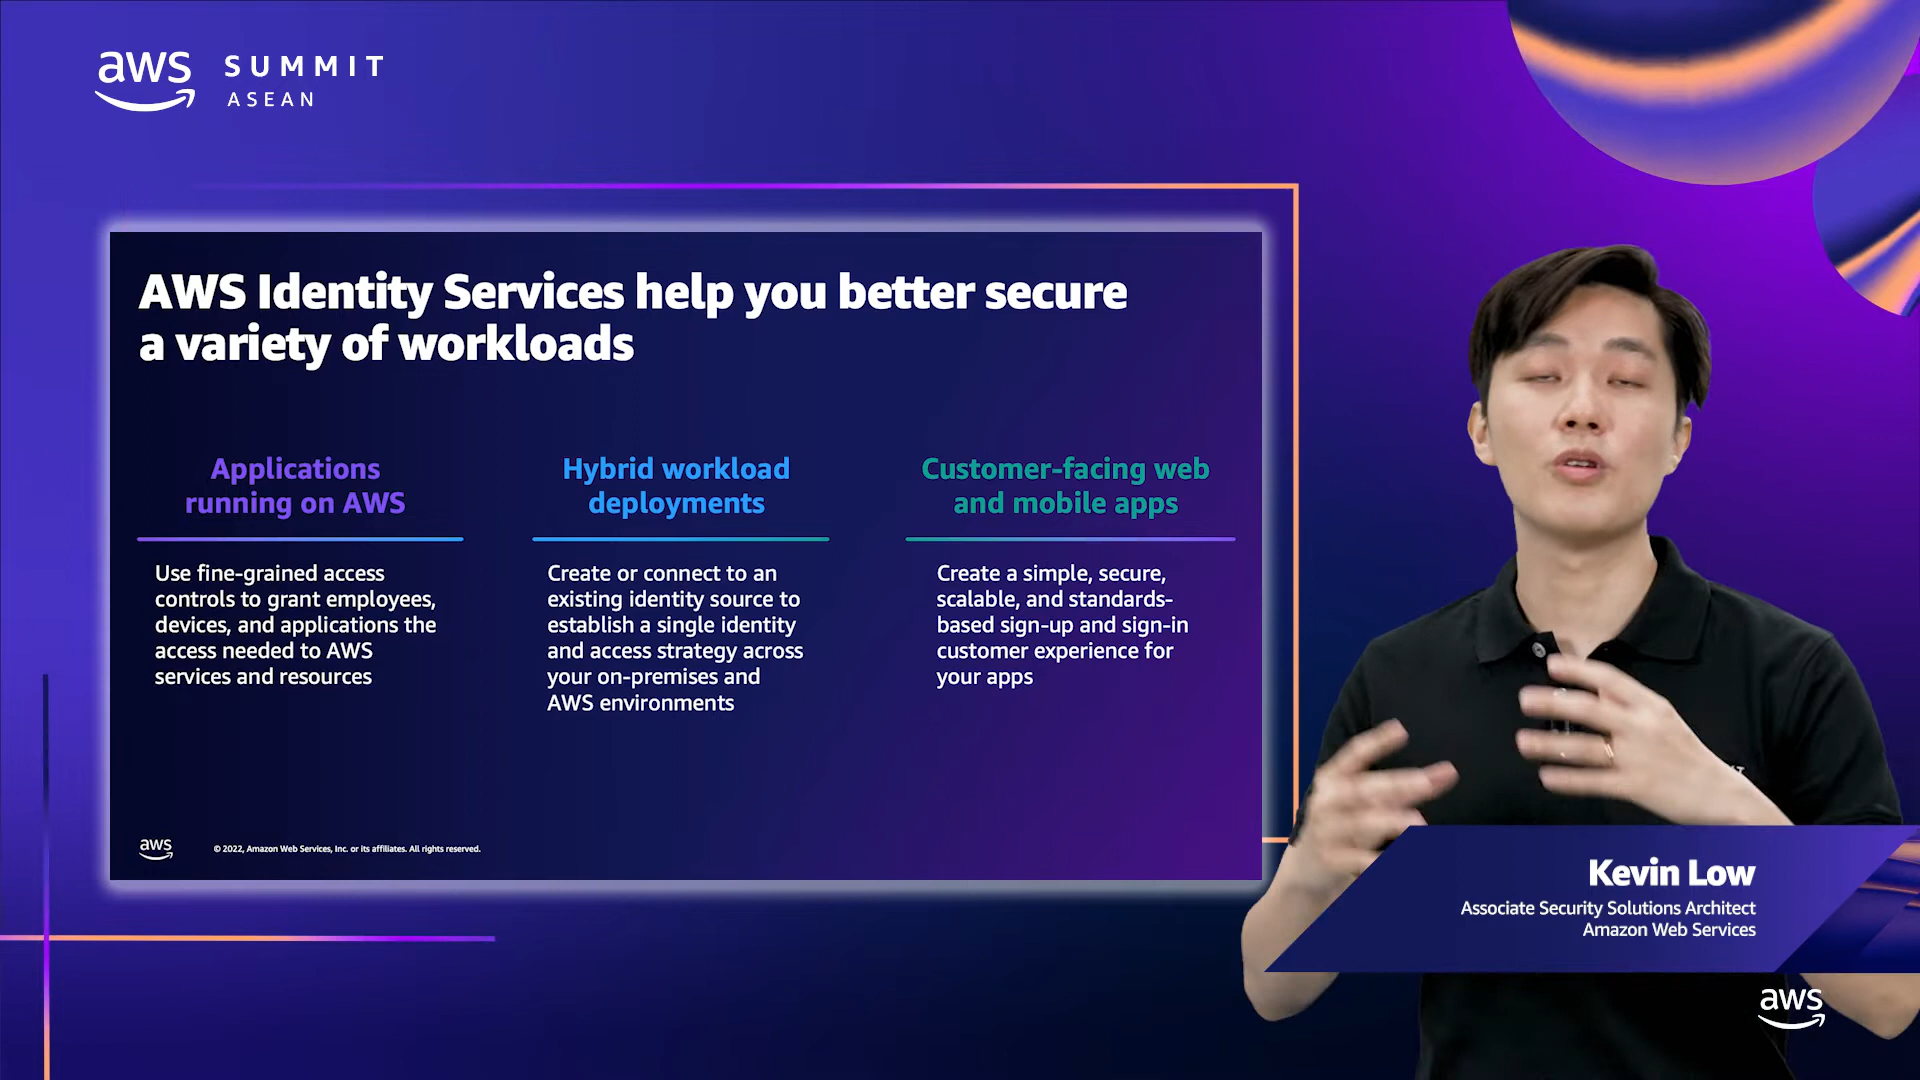 aws SUMMIT
ASEAN
AWS Identity Services help you better secure
a variety of workloads
Applications
running on AWS
Use fine-grained access
controls to grant employees,
devices, and applications the
access needed to AWS
services and resources
Hybrid workload
deployments
Create or connect to an
existing identity source to
establish a single identity
and access strategy across
your on-premises and
AWS environments
Customer-facing web
and mobile apps
Create a simple, secure,
scalable, and standards-
based sign-up and sign-in
customer experience for
your apps
aws
© 2022, Amazon Web Services, Inc. or its affiliates. All rights reserved.
Kevin Low
Associate Security Solutions Architect
Amazon Web Services
aws